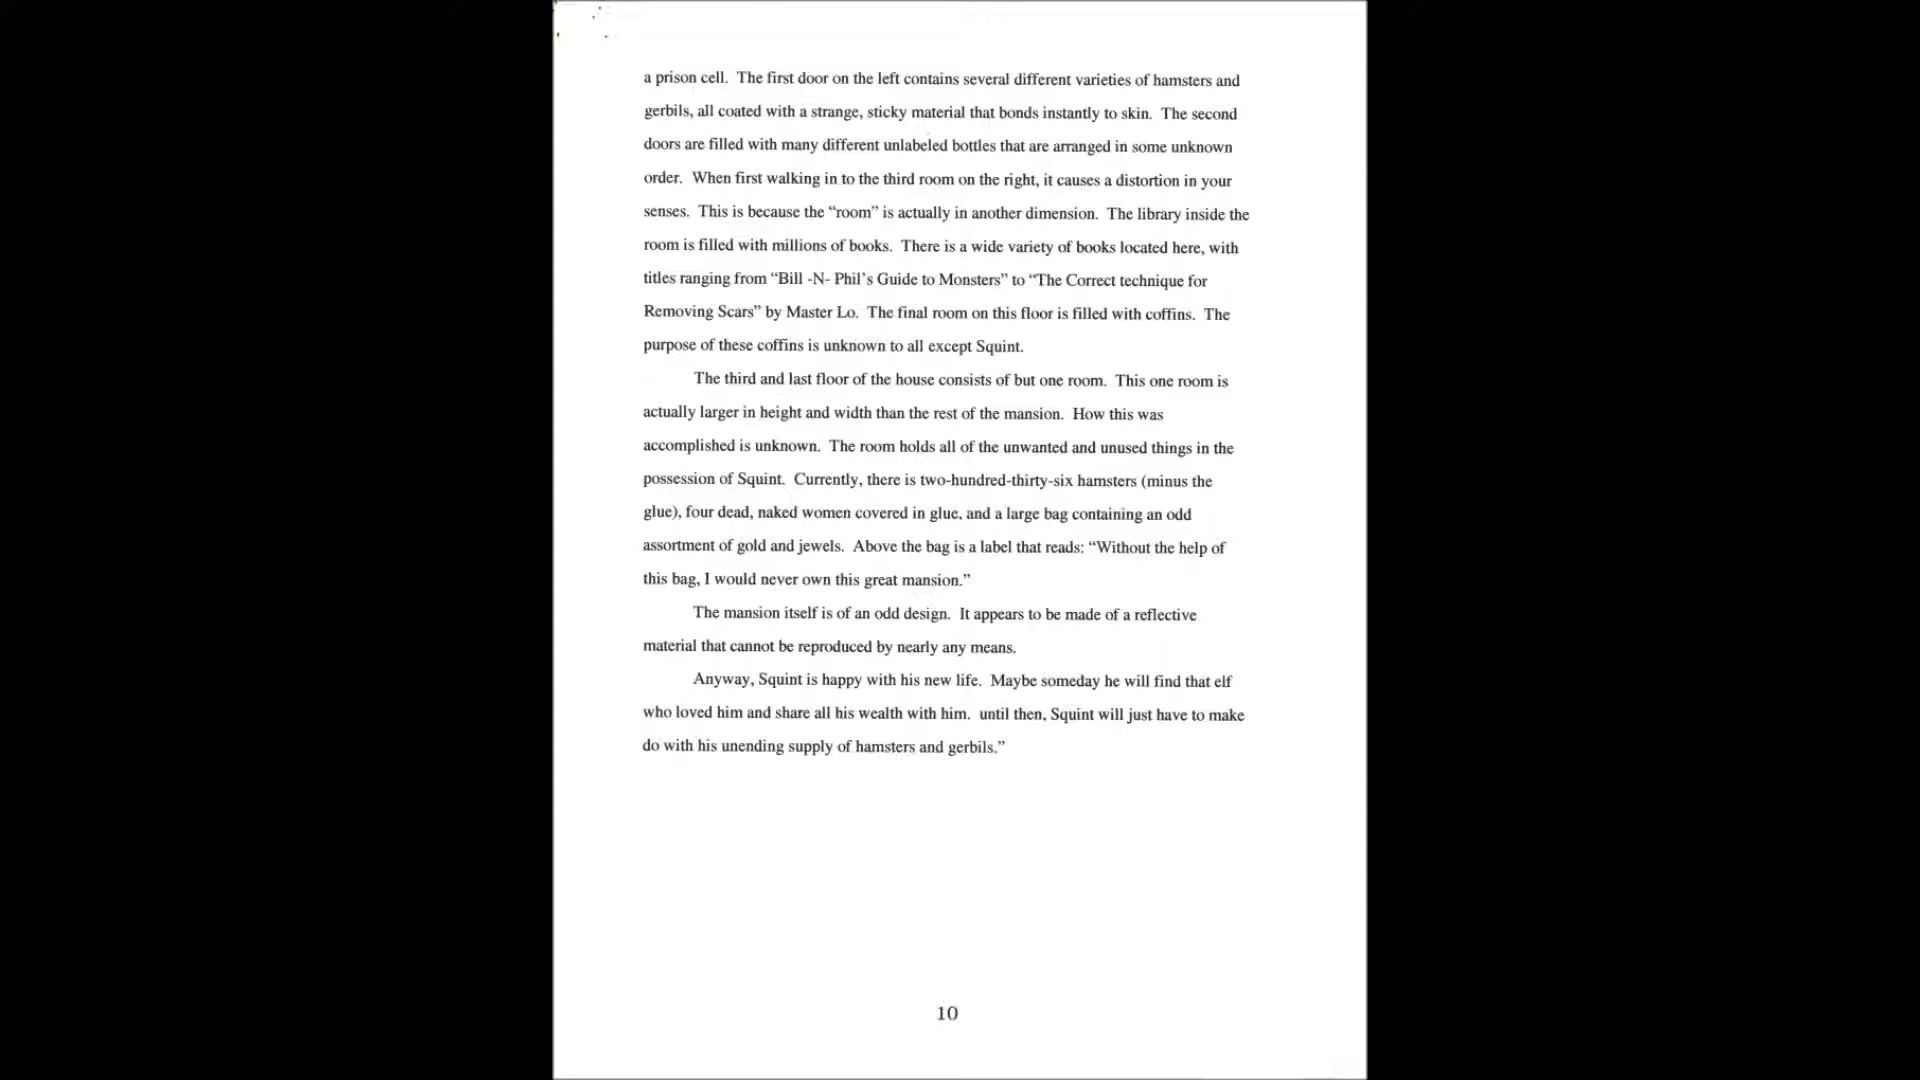 a prison cell.  The first door on the left contains several different varieties of hamsters and
gerbils, all coated with a strange, sticky material that bonds instantly to skin.  The second
doors are filled with many different unlabeled bottles that are arranged in some unknown
order.  When first walking in to the third room on the right, it causes a distortion in your
senses.  This is because the “room” is actually in another dimension.  The library inside the
room is filled with millions of books.  There is a wide variety of books located here, with
titles ranging from “Bill -N- Phil’s Guide to Monsters” to “The Correct technique for
Removing Scars” by Master Lo.  The final room on this floor is filled with coffins.  The
purpose of these coffins is unknown to all except Squint.
The third and last floor of the house consists of but one room.  This one room is
actually larger in height and width than the rest of the mansion.  How this was
accomplished is unknown.  The room holds all of the unwanted and unused things in the
possession of Squint.  Currently, there is two-hundred-thirty-six hamsters (minus the
glue), four dead, naked women covered in glue, and a large bag containing an odd
assortment of gold and jewels.  Above the bag is a label that reads: “Without the help of
this bag, I would never own this great mansion.”
The mansion itself is of an odd design.  It appears to be made of a reflective
material that cannot be reproduced by nearly any means.
Anyway, Squint is happy with his new life.  Maybe someday he will find that elf
who loved him and share all his wealth with him.  until then, Squint will just have to make
do with his unending supply of hamsters and gerbils.”
10